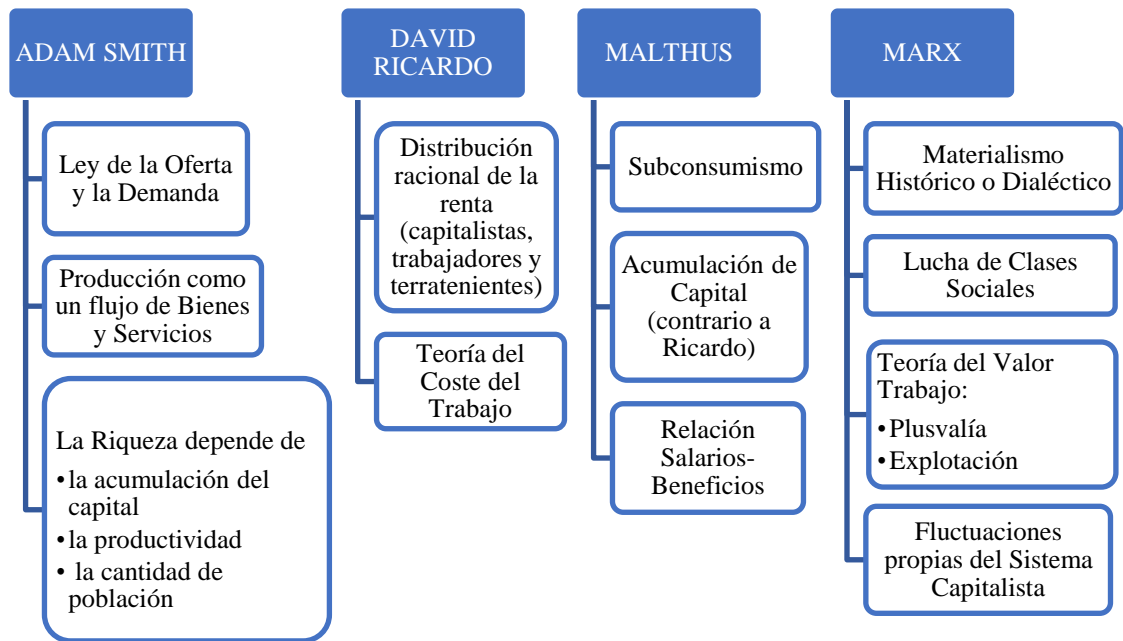 ADAM SMITH
Ley de la Oferta
y la Demanda
Producción como
un flujo de Bienes
y Servicios
La Riqueza depende de
•la acumulación del
capital
•la productividad
• la cantidad de
población
DAVID
RICARDO
Distribución
racional de la
renta
(capitalistas,
trabajadores y
terratenientes)
Teoría del
Coste del
Trabajo
MALTHUS
Subconsumismo
Acumulación de
Capital
(contrario a
Ricardo)
Relación
Salarios-
Beneficios
MARX
Materialismo
Histórico o Dialéctico
Lucha de Clases
Sociales
Teoría del Valor
Trabajo:
•Plusvalía
•Explotación
Fluctuaciones
propias del Sistema
Capitalista